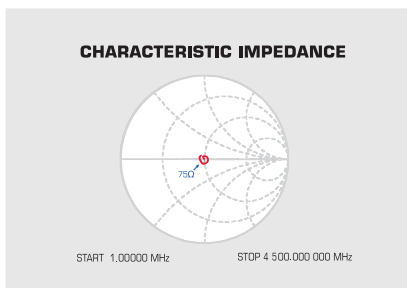 CHARACTERISTIC IMPEDANCE
75Ω
START 1.00000 MHz
STOP 4 500.000 000 MHz